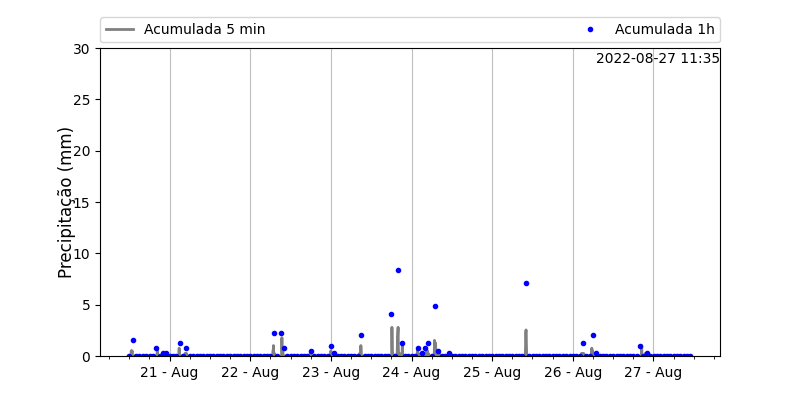 Acumulada 5 min
Acumulada 1h
2022-08-27 11:35
Precipitação (mm)
30
25
20
15
10
5
0
21 - Aug
22 - Aug
23 - Aug
24 - Aug
25 - Aug
26 - Aug
27 - Aug